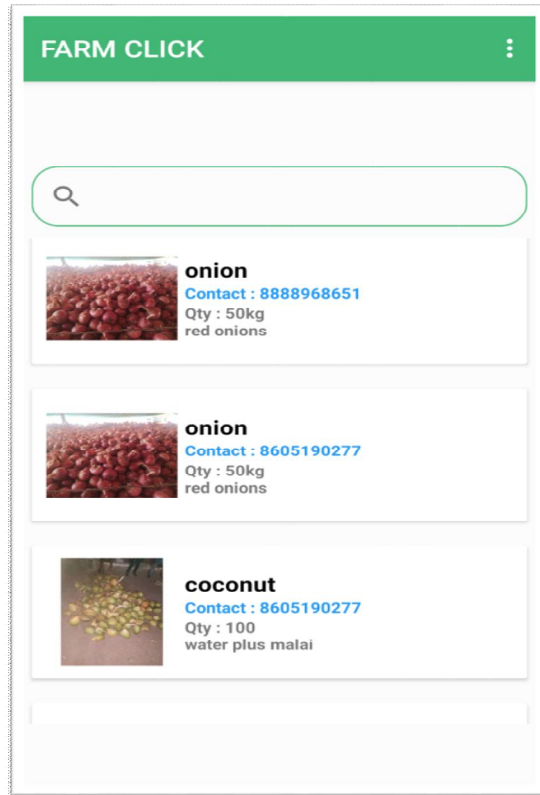 FARM CLICK
onion
Contact : 8888968651
Qty : 50kg
red onions
onion
Contact : 8605190277
Qty : 50kg
red onions
coconut
Contact : 8605190277
Qty : 100
water plus malai